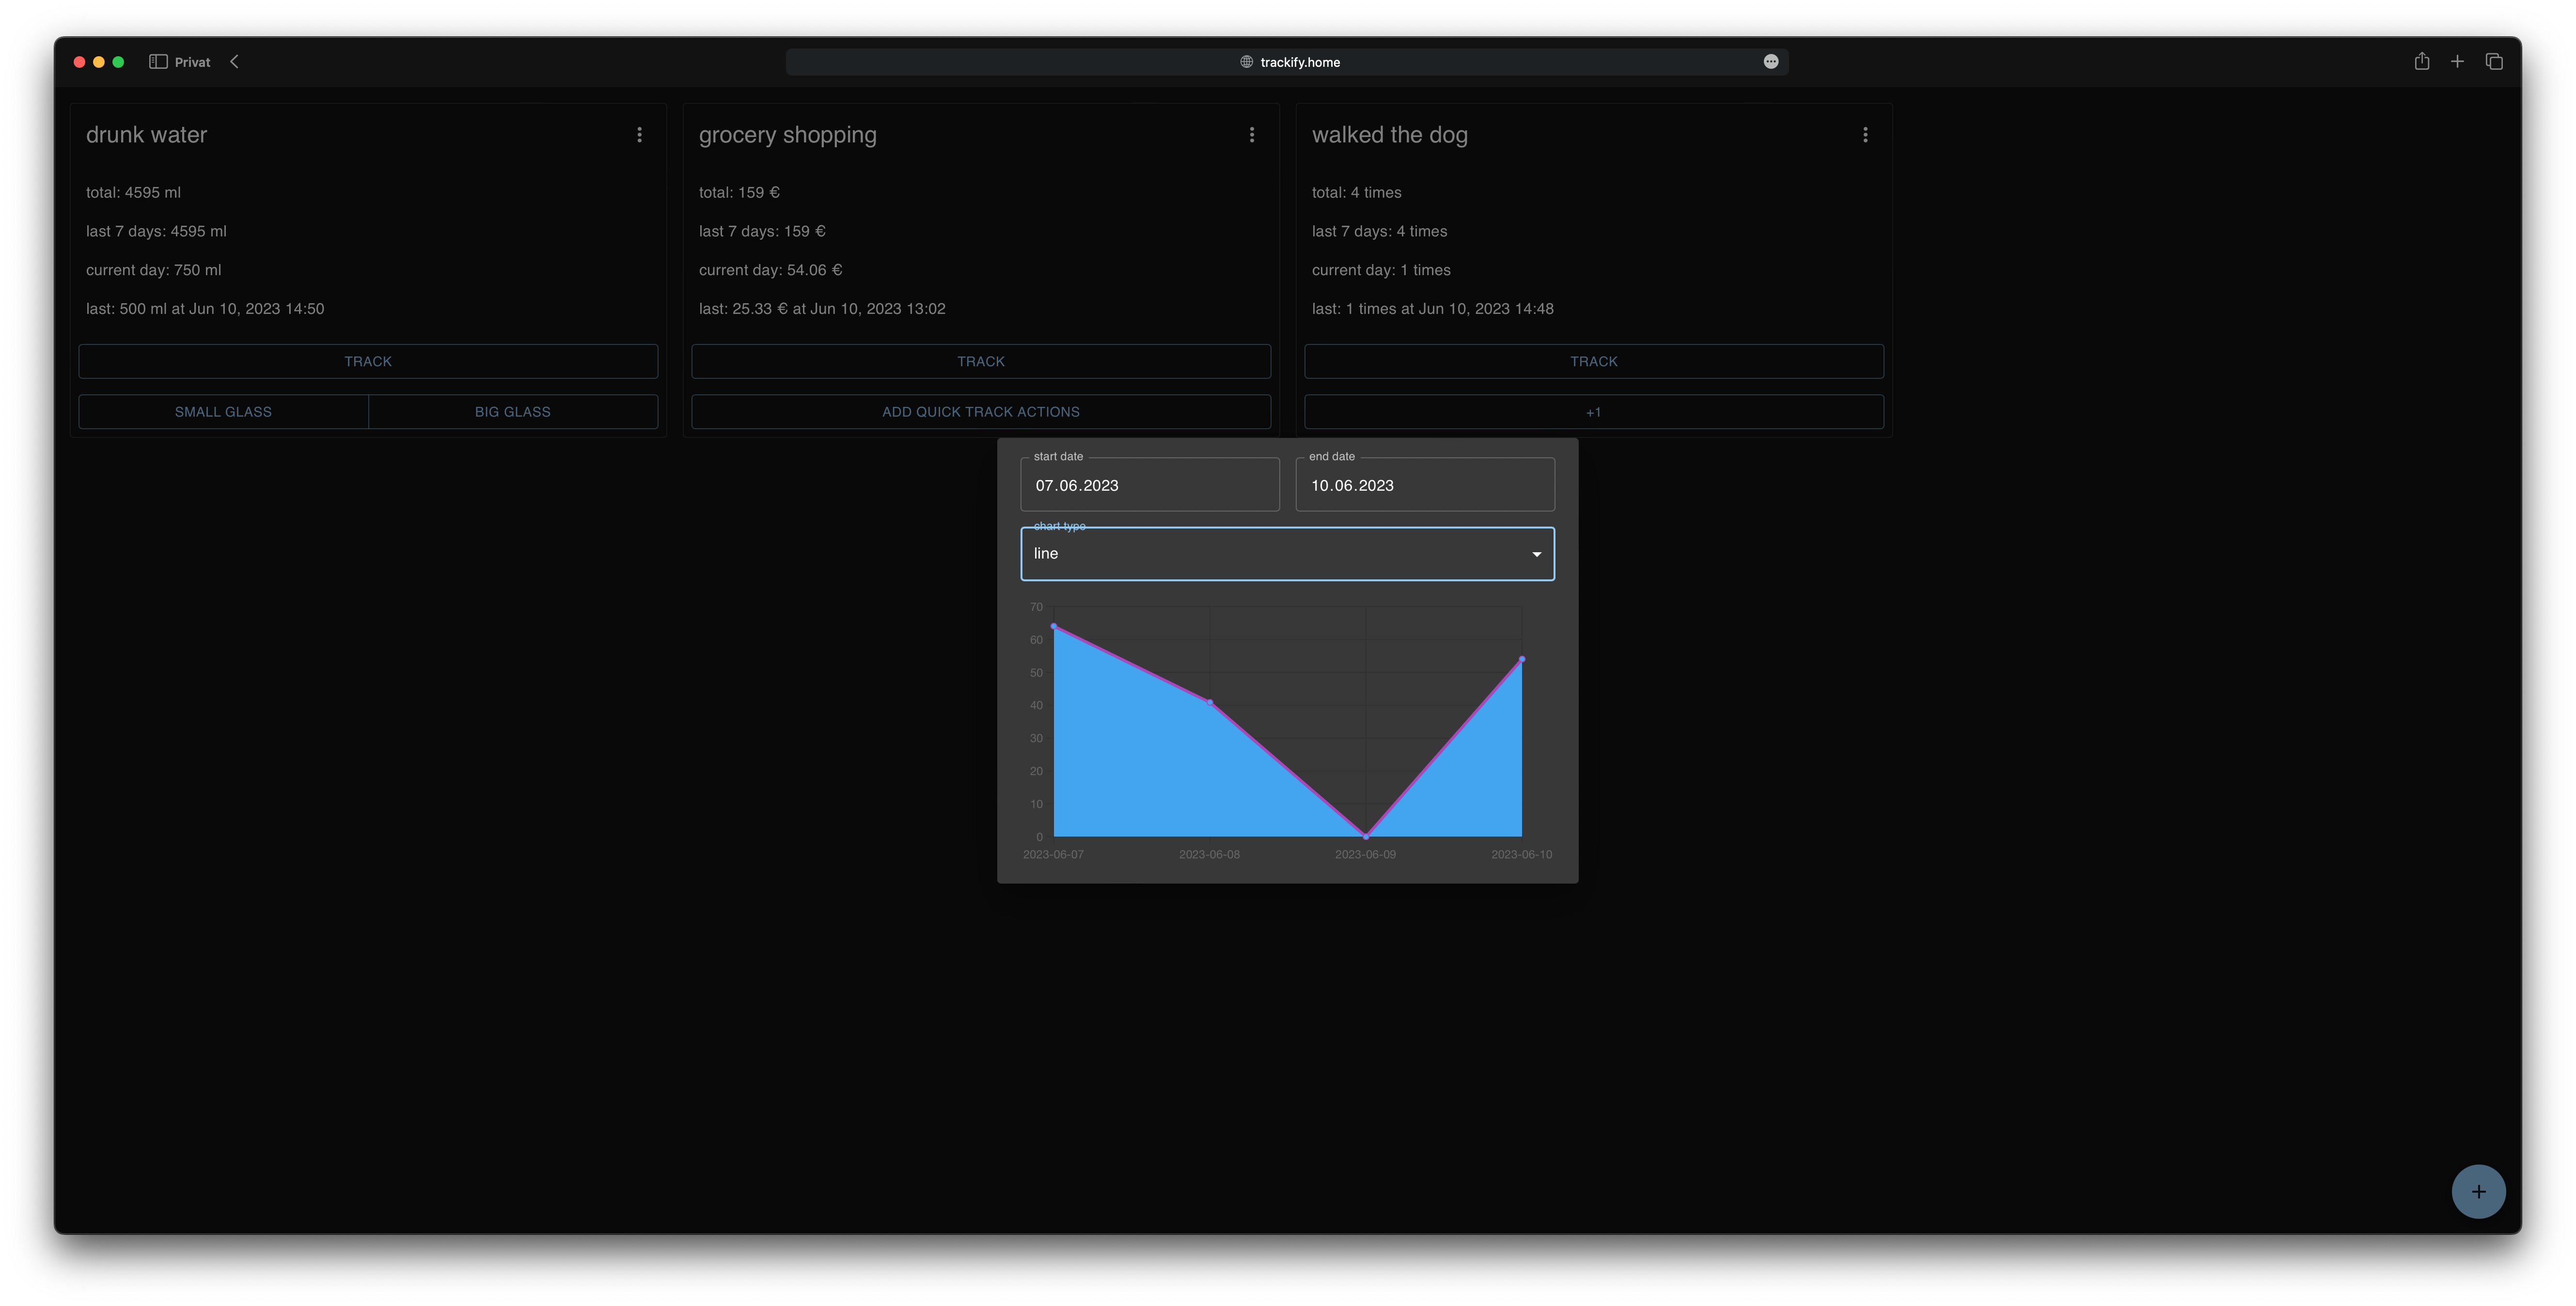 Privat
trackify.home
drunk water
total: 4595 ml
last 7 days: 4595 ml
current day: 750 ml
last: 500 ml at Jun 10, 2023 14:50
TRACK
SMALL GLASS
BIG GLASS
grocery shopping
total: 159 €
last 7 days: 159 €
current day: 54.06 €
last: 25.33 € at Jun 10, 2023 13:02
TRACK
ADD QUICK TRACK ACTIONS
walked the dog
total: 4 times
last 7 days: 4 times
current day: 1 times
last: 1 times at Jun 10, 2023 14:48
TRACK
+1
start date
07.06.2023
end date
10.06.2023
chart type
line
70
60
50
40
30
20
10
0
2023-06-07
2023-06-08
2023-06-09
2023-06-10